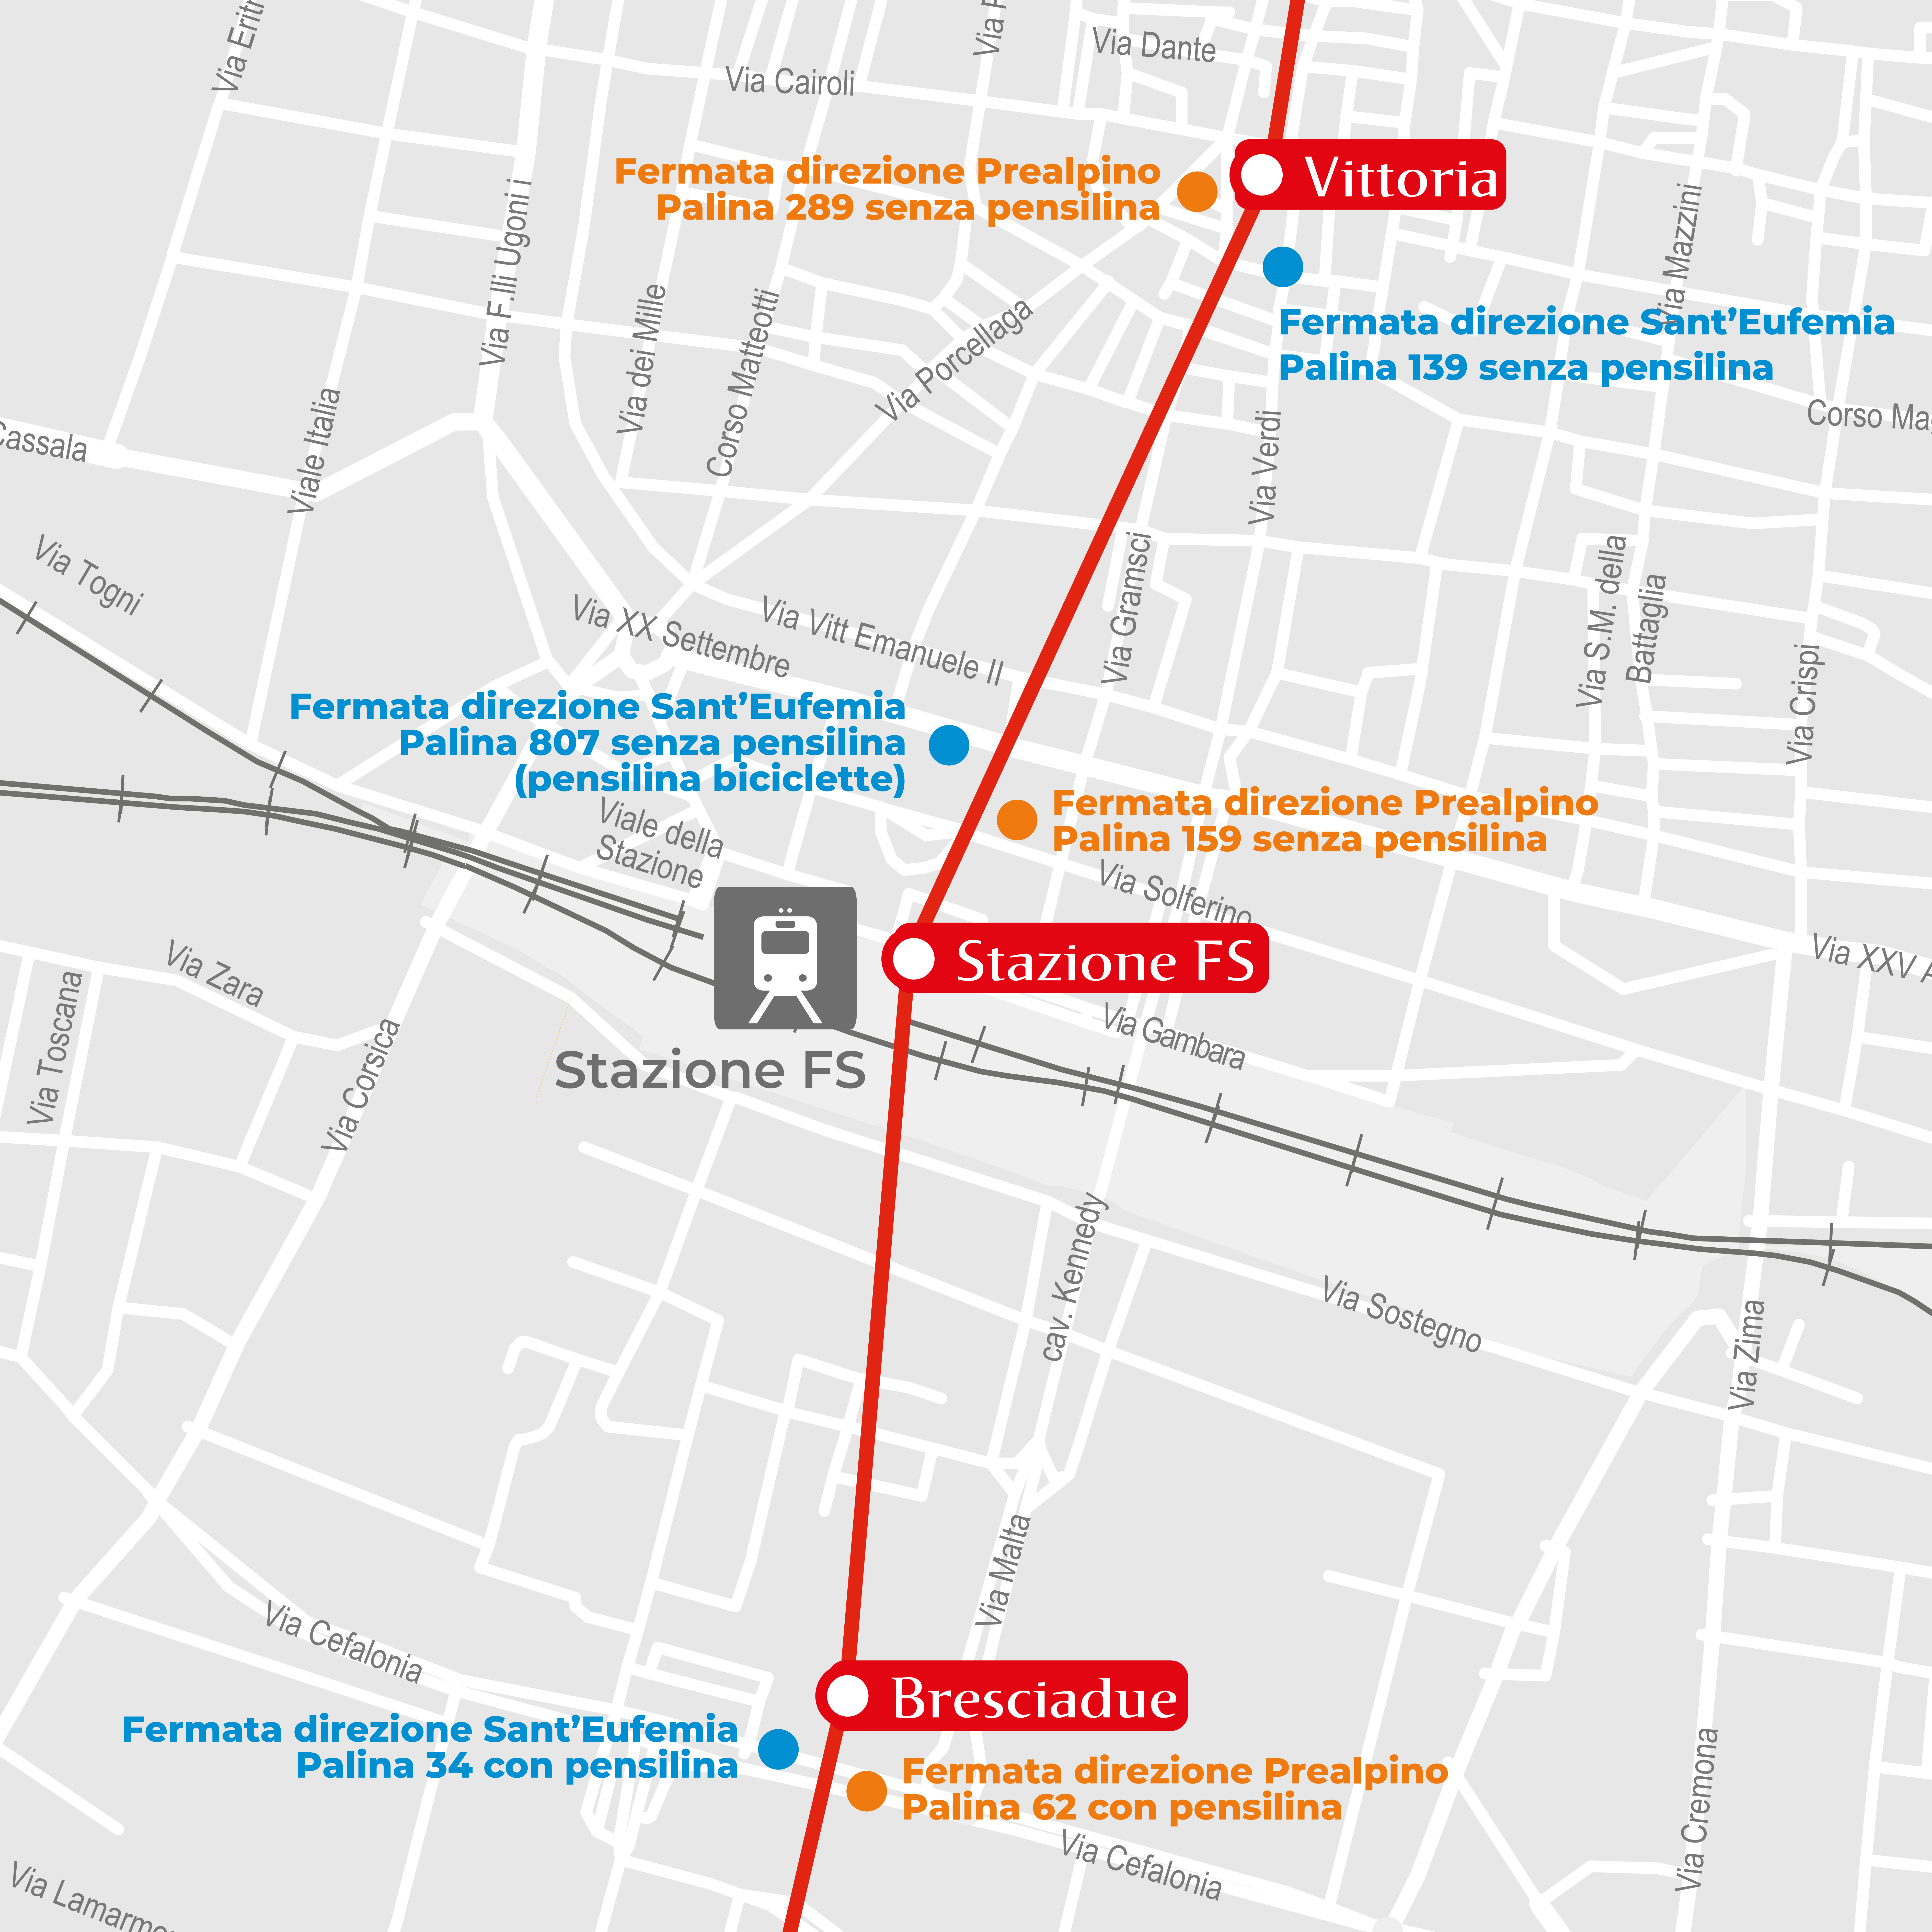 Via Dante
Via Cairoli
Fermata direzione Prealpino
Palina 289 senza pensilina
Vittoria
Via F.lli Ugoni i
Via Mazzini
Via dei Mille
Corso Matteotti
Via Porcellaga
Fermata direzione Sant’Eufemia
Palina 139 senza pensilina
Viale Italia
Cassala
Via Verdi
Via Togni
Via XX Settembre
Via Vitt Emanuele II
Via Gramsci
Via S.M. della
Battaglia
Via Crispi
Fermata direzione Sant’Eufemia
Palina 807 senza pensilina
(pensilina biciclette)
Fermata direzione Prealpino
Palina 159 senza pensilina
Viale della
Stazione
Via Solferino
Stazione FS
Via Zara
Via Toscana
Via Corsica
Stazione FS
Via Gambara
Via XXV
cav. Kennedy
Via Sostegno
Via Zima
Via Malta
Via Cefalonia
Bresciadue
Fermata direzione Sant’Eufemia
Palina 34 con pensilina
Fermata direzione Prealpino
Palina 62 con pensilina
Via Cremona
Via Cefalonia
Via
Corso